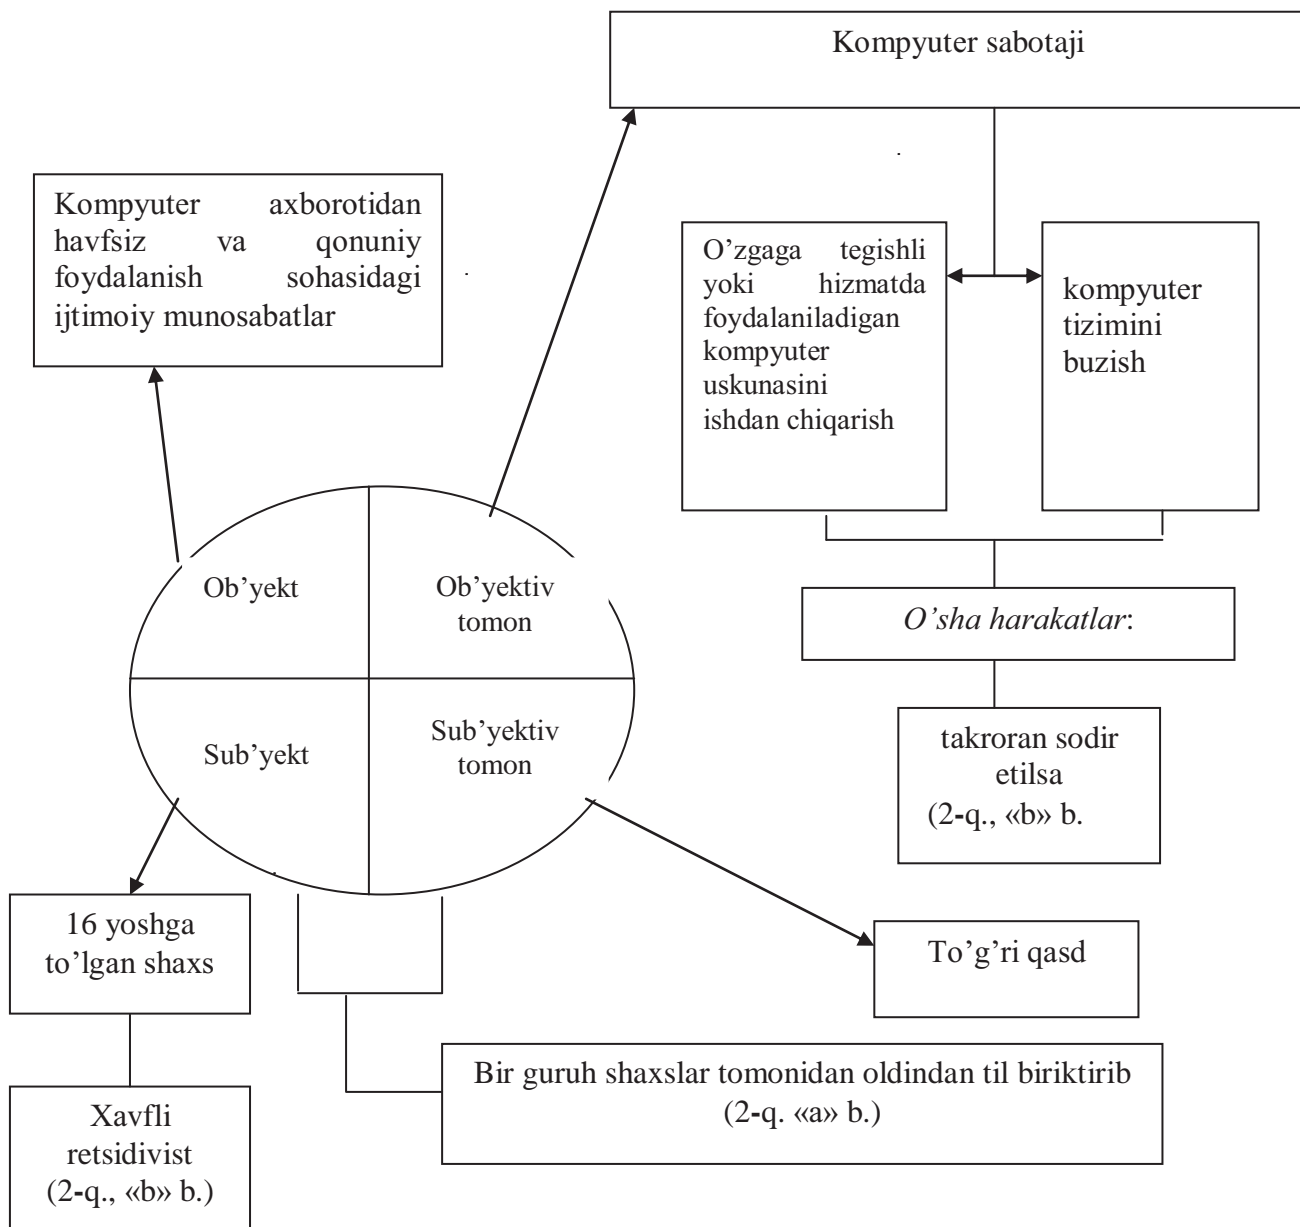 Kompyuter sabotaji
Kompyuter axborotidan
havfsiz va qonuniy
foydalanish sohasidagi
ijtimoiy munosabatlar
O’zgaga tegishli
yoki hizmatda
foydalaniladigan
kompyuter
uskunasini
ishdan chiqarish
kompyuter
tizimini
buzish
Ob’yekt
Ob’yektiv
tomon
O’sha harakatlar:
Sub’yekt
Sub’yektiv
tomon
takroran sodir
etilsa
(2-q., «b» b.
16 yoshga
to’lgan shaxs
To’g’ri qasd
Bir guruh shaxslar tomonidan oldindan til biriktirib
(2-q. «a» b.)
Xavfli
retsidivist
(2-q., «b» b.)